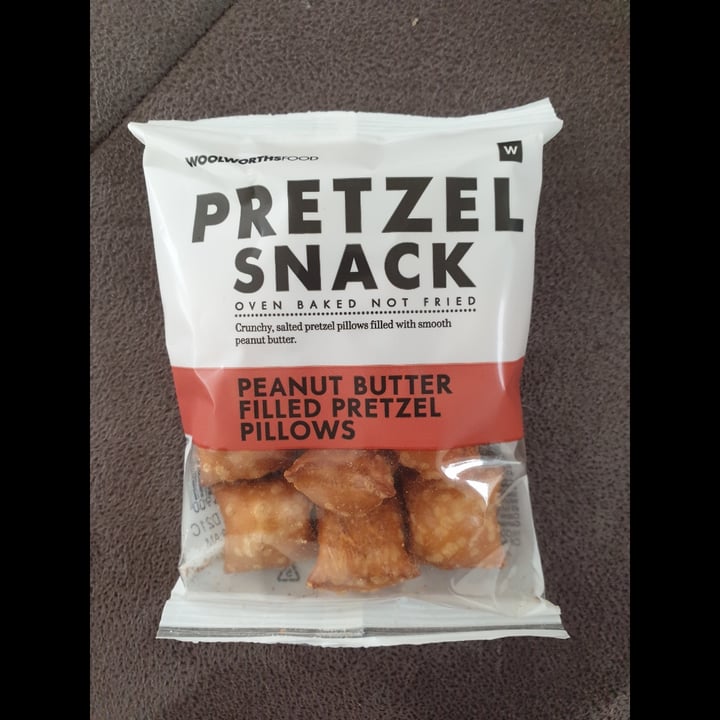 WOOLWORTHSFOOD
W
PRETZEL
SNACK
OVEN BAKED NOT FRIED
Crunchy, salted pretzel pillows filled with smooth
peanut butter.
PEANUT BUTTER
FILLED PRETZEL
PILLOWS